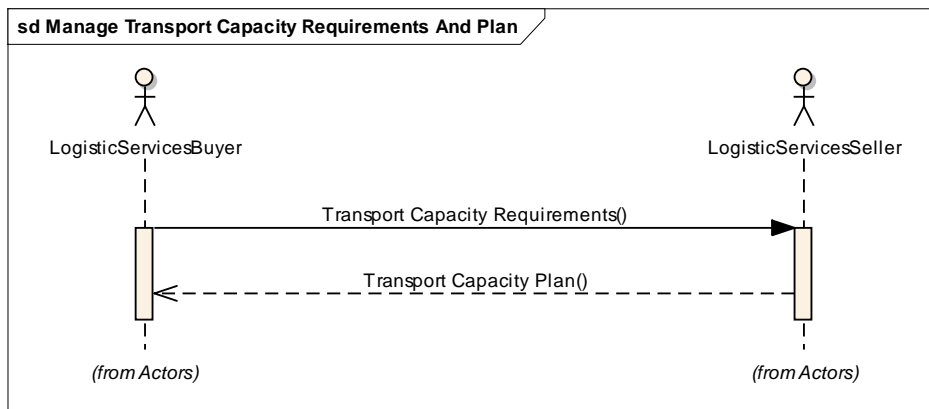 sd Manage Transport Capacity Requirements And Plan
LogisticServicesBuyer
LogisticServicesSeller
Transport Capacity Requirements()
Transport Capacity Plan()
(from Actors)
(from Actors)